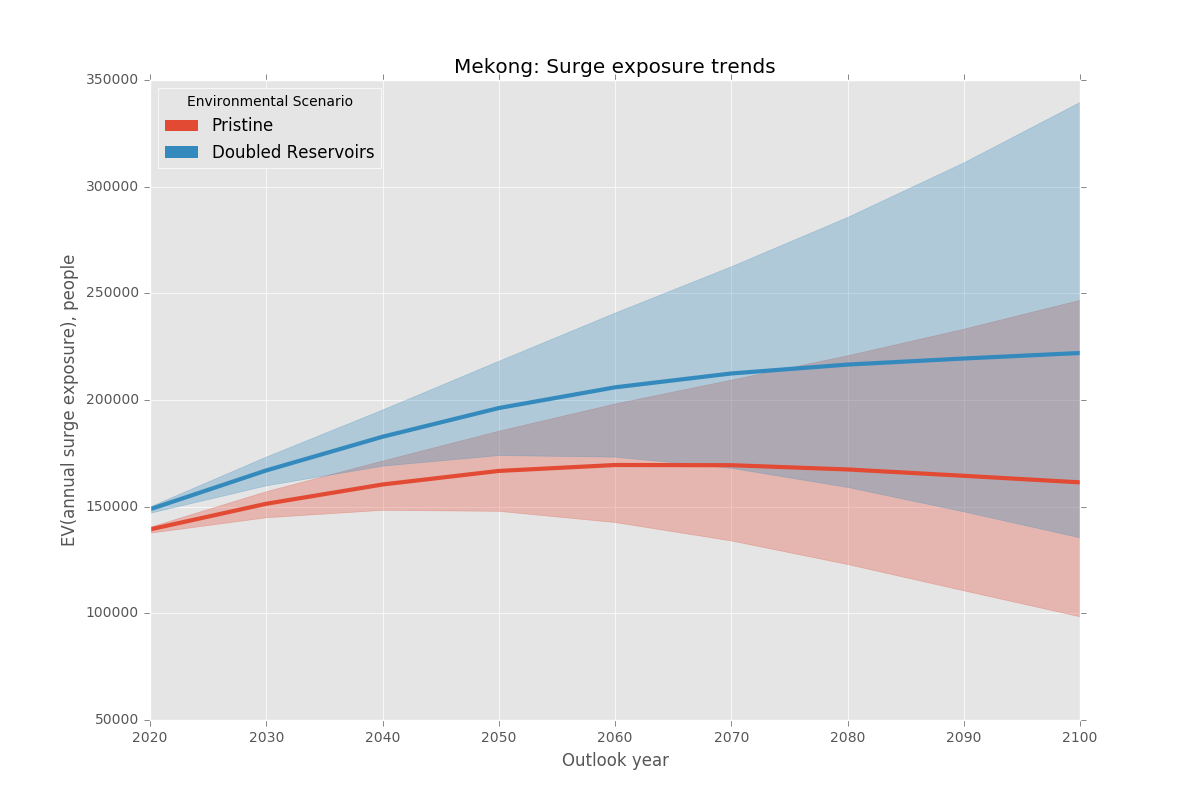 Mekong: Surge exposure trends
Environmental Scenario
Pristine
Doubled Reservoirs
EV(annual surge exposure), people
350000
300000
250000
200000
150000
100000
50000
2020 2030 2040 2050 2060 2070 2080 2090 2100
Outlook year